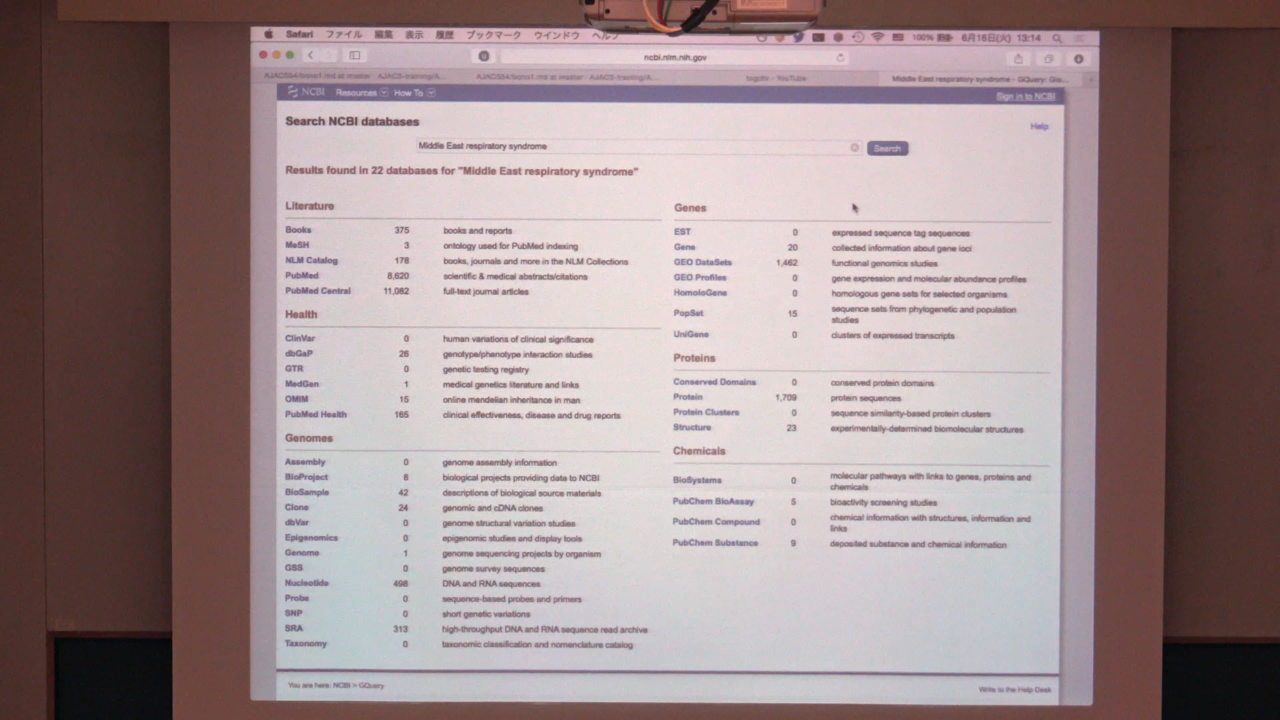 Safari ファイル 編集 表示 履歴 ブックマーク ウインドウ ヘルプ 100% 6月16日(火) 13:14
ncbi.nlm.nih.gov
AJACS54/bono1.md at master · AJACS-training/A... AJACS54/bono1.md at master · AJACS-training/A... togotv - YouTube Middle East respiratory syndrome - GQuery: Glo...
NCBI Resources How To Sign in to NCBI
Search NCBI databases
Help
Middle East respiratory syndrome Search
Results found in 22 databases for "Middle East respiratory syndrome"
Literature
Books 375 books and reports
MeSH 3 ontology used for PubMed indexing
NLM Catalog 178 books, journals and more in the NLM Collections
PubMed 8,620 scientific & medical abstracts/citations
PubMed Central 11,082 full-text journal articles
Health
ClinVar 0 human variations of clinical significance
dbGaP 26 genotype/phenotype interaction studies
GTR 0 genetic testing registry
MedGen 1 medical genetics literature and links
OMIM 15 online mendelian inheritance in man
PubMed Health 165 clinical effectiveness, disease and drug reports
Genomes
Assembly 0 genome assembly information
BioProject 8 biological projects providing data to NCBI
BioSample 42 descriptions of biological source materials
Clone 24 genomic and cDNA clones
dbVar 0 genome structural variation studies
Epigenomics 0 epigenomic studies and display tools
Genome 1 genome sequencing projects by organism
GSS 0 genome survey sequences
Nucleotide 498 DNA and RNA sequences
Probe 0 sequence-based probes and primers
SNP 0 short genetic variations
SRA 313 high-throughput DNA and RNA sequence read archive
Taxonomy 0 taxonomic classification and nomenclature catalog
Genes
EST 0 expressed sequence tag sequences
Gene 20 collected information about gene loci
GEO DataSets 1,462 functional genomics studies
GEO Profiles 0 gene expression and molecular abundance profiles
HomoloGene 0 homologous gene sets for selected organisms
PopSet 15 sequence sets from phylogenetic and population
studies
UniGene 0 clusters of expressed transcripts
Proteins
Conserved Domains 0 conserved protein domains
Protein 1,709 protein sequences
Protein Clusters 0 sequence similarity-based protein clusters
Structure 23 experimentally-determined biomolecular structures
Chemicals
BioSystems 0 molecular pathways with links to genes, proteins and
chemicals
PubChem BioAssay 5 bioactivity screening studies
PubChem Compound 0 chemical information with structures, information and
links
PubChem Substance 9 deposited substance and chemical information
You are here: NCBI > GQuery
Write to the Help Desk